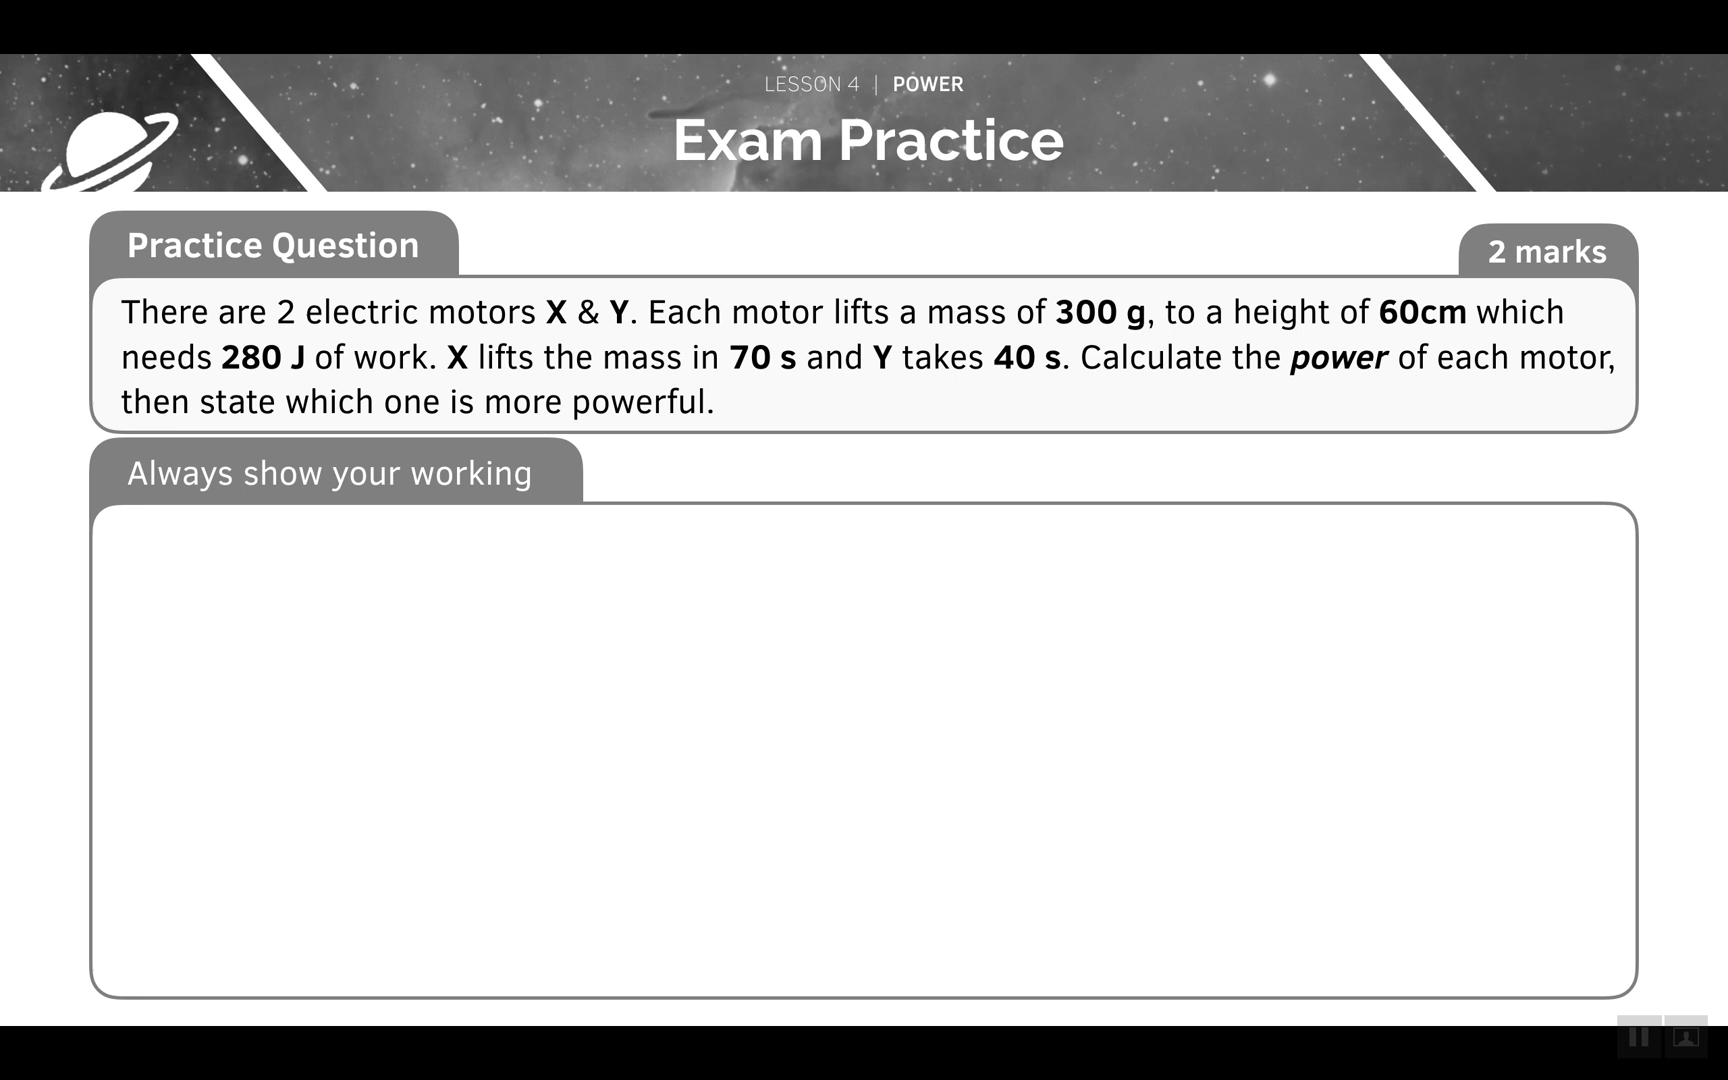 LESSON 4 | POWER
Exam Practice
Practice Question
2 marks
There are 2 electric motors X & Y. Each motor lifts a mass of 300 g, to a height of 60cm which
needs 280 J of work. X lifts the mass in 70 s and Y takes 40 s. Calculate the power of each motor,
then state which one is more powerful.
Always show your working